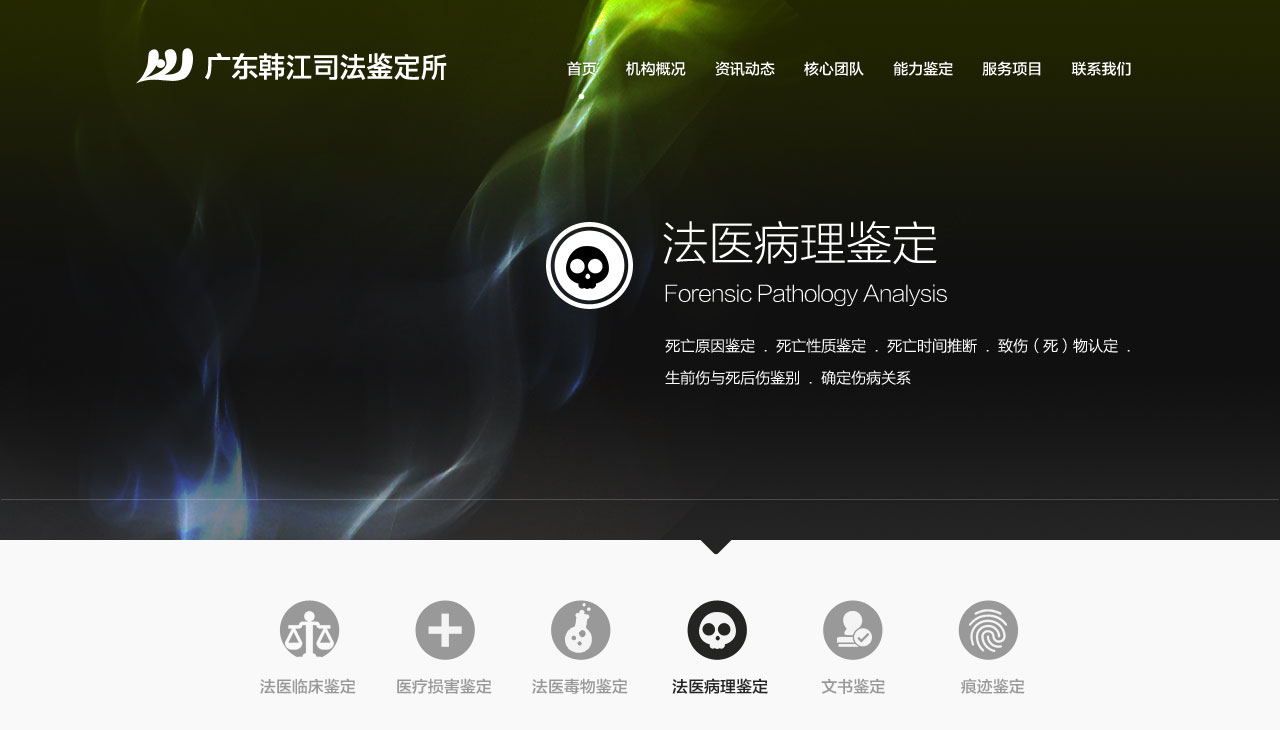 广东韩江司法鉴定所
首页 机构概况 资讯动态 核心团队 能力鉴定 服务项目 联系我们
法医病理鉴定
Forensic Pathology Analysis
死亡原因鉴定 . 死亡性质鉴定 . 死亡时间推断 . 致伤（死）物认定 .
生前伤与死后伤鉴别 . 确定伤病关系
法医临床鉴定 医疗损害鉴定 法医毒物鉴定 法医病理鉴定 文书鉴定 痕迹鉴定